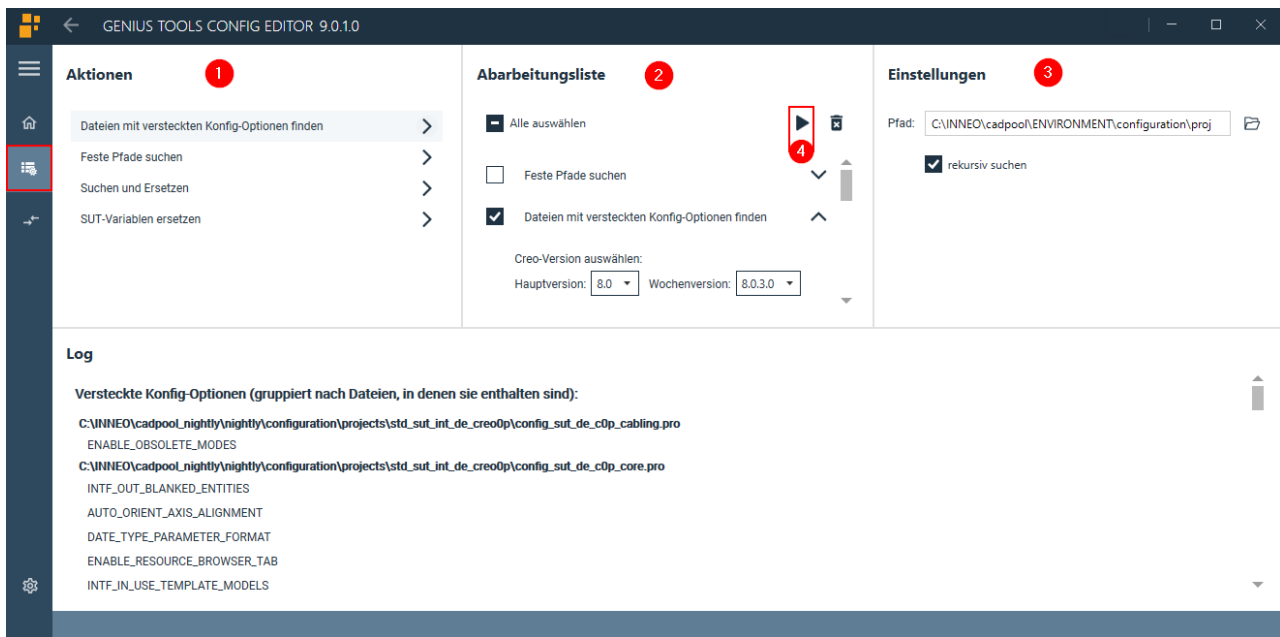 GENIUS TOOLS CONFIG EDITOR 9.0.1.0
Aktionen 1
Dateien mit versteckten Konfig-Optionen finden
Feste Pfade suchen
Suchen und Ersetzen
SUT-Variablen ersetzen
Abarbeitungsliste 2
Alle auswählen
4
Feste Pfade suchen
Dateien mit versteckten Konfig-Optionen finden
Creo-Version auswählen:
Hauptversion: 8.0 Wochenversion: 8.0.3.0
Einstellungen 3
Pfad: C:\INNEO\cadpool\ENVIRONMENT\configuration\proj
rekursiv suchen
Log
Versteckte Konfig-Optionen (gruppiert nach Dateien, in denen sie enthalten sind):
C:\INNEO\cadpool_nightly\nightly\configuration\projects\std_sut_int_de_creo0p\config_sut_de_c0p_cabling.pro
ENABLE_OBSOLETE_MODES
C:\INNEO\cadpool_nightly\nightly\configuration\projects\std_sut_int_de_creo0p\config_sut_de_c0p_core.pro
INTF_OUT_BLANKED_ENTITIES
AUTO_ORIENT_AXIS_ALIGNMENT
DATE_TYPE_PARAMETER_FORMAT
ENABLE_RESOURCE_BROWSER_TAB
INTF_IN_USE_TEMPLATE_MODELS